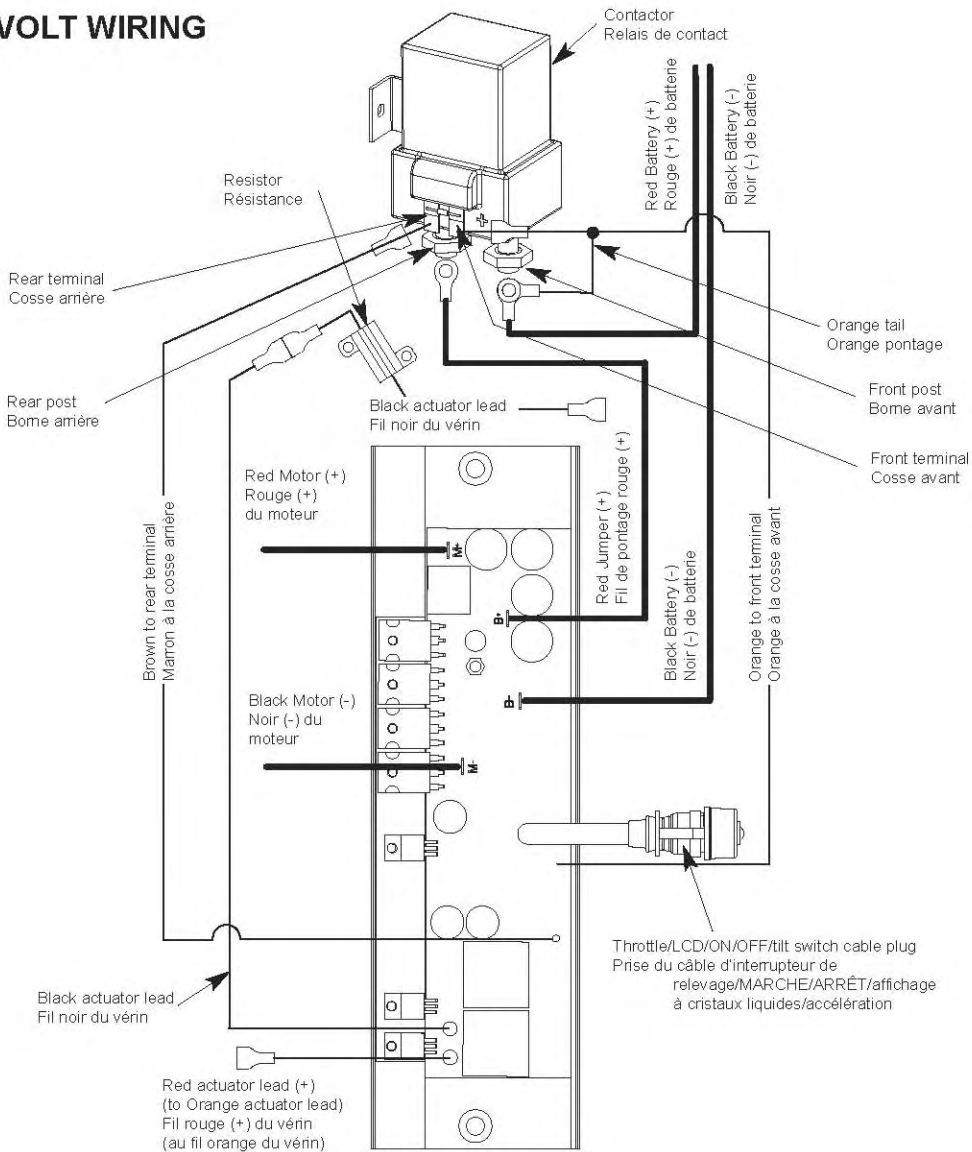 VOLT WIRING
Contactor
Relais de contact
Red Battery (+)
Rouge (+) de batterie
Black Battery (-)
Noir (-) de batterie
Resistor
Résistance
+
Rear terminal
Cosse arrière
Orange tail
Orange pontage
Rear post
Borne arrière
Front post
Borne avant
Black actuator lead
Fil noir du vérin
Front terminal
Cosse avant
Red Motor (+)
Rouge (+)
du moteur
Brown to rear terminal
Marron à la cosse arrière
Red Jumper (+)
Fil de pontage rouge (+)
Black Battery (-)
Noir (-) de batterie
Orange to front terminal
Orange à la cosse avant
M+
B+
B-
Black Motor (-)
Noir (-) du
moteur
M-
Throttle/LCD/ON/OFF/tilt switch cable plug
Prise du câble d'interrupteur de
relevage/MARCHE/ARRÊT/affichage
à cristaux liquides/accélération
Black actuator lead
Fil noir du vérin
Red actuator lead (+)
(to Orange actuator lead)
Fil rouge (+) du vérin
(au fil orange du vérin)